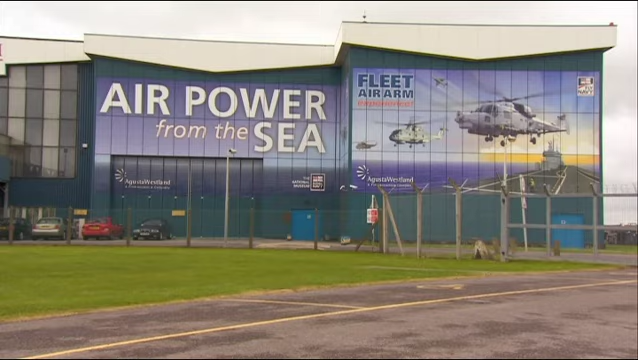 AIR POWER
from the
SEA
FLEET
AIR ARM
AgustaWestland
AgustaWestland